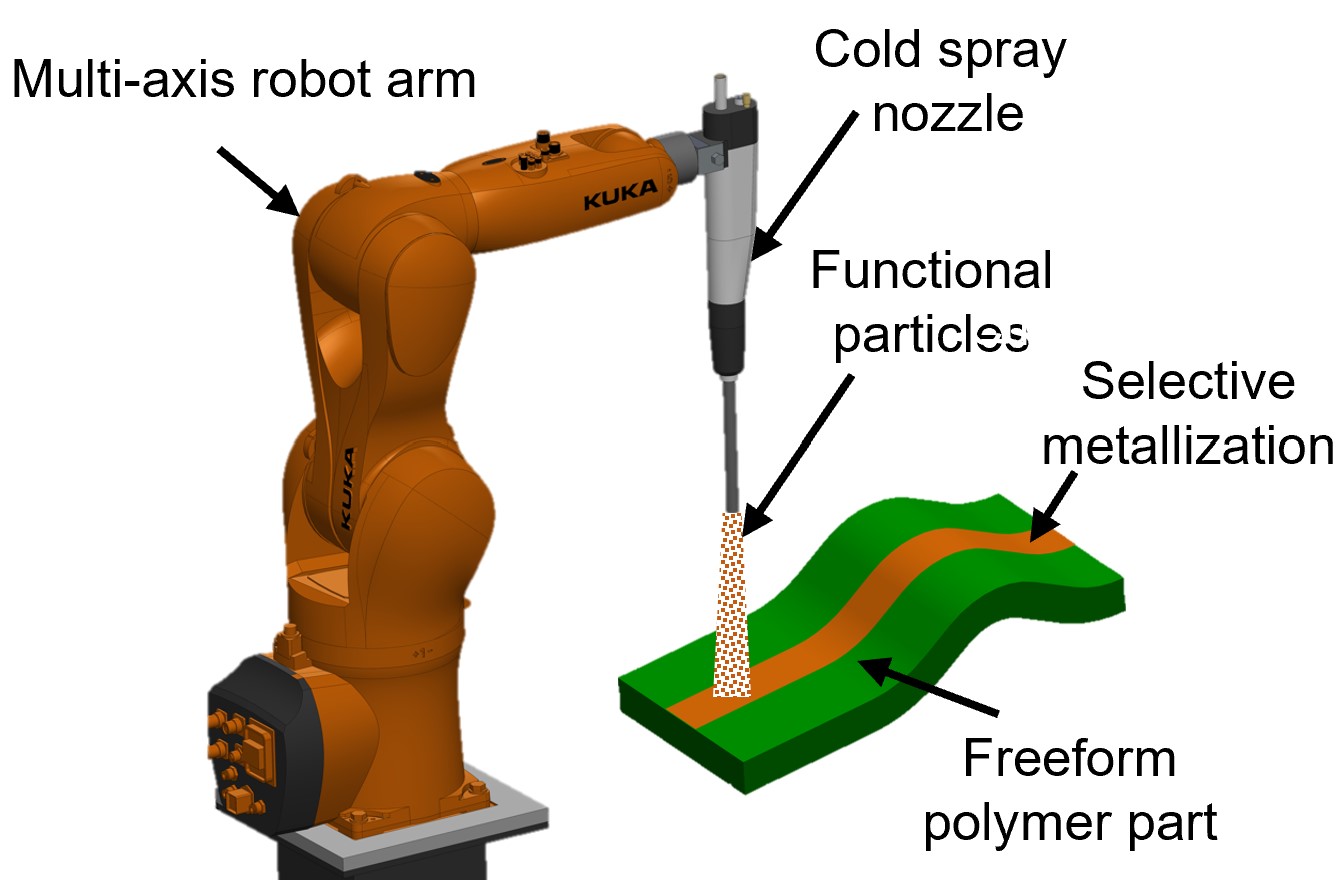 Multi-axis robot arm
Cold spray
nozzle
KUKA
Functional
particles
Selective
metallization
KUKA
Freeform
polymer part